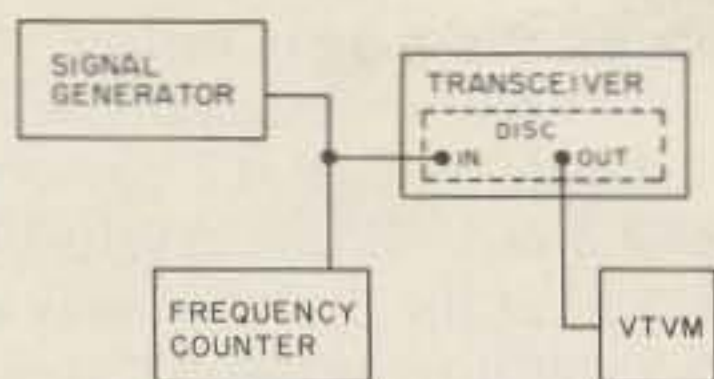 SIGNAL
GENERATOR
TRANSCEIVER
DISC
IN
OUT
FREQUENCY
COUNTER
VTVM